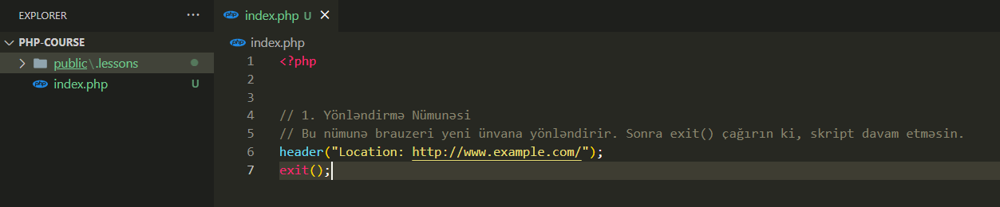 EXPLORER
···
index.php U ×
PHP-COURSE
php index.php
public\.lessons
index.php U
1 <?php
2
3
4 // 1. Yönləndirmə Nümunəsi
5 // Bu nümunə brauzeri yeni ünvana yönləndirir. Sonra exit() çağırın ki, skript davam etməsin.
6 header("Location: http://www.example.com/");
7 exit();